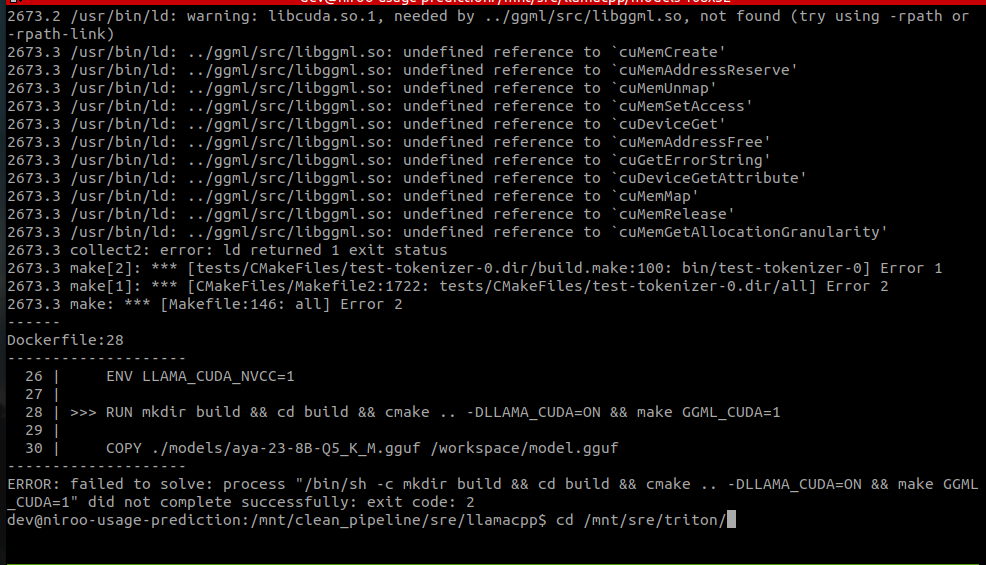 dev@niroo-usage-prediction:/mnt/src/llamacpp/models 108x32
2673.2 /usr/bin/ld: warning: libcuda.so.1, needed by ../ggml/src/libggml.so, not found (try using -rpath or
-rpath-link)
2673.3 /usr/bin/ld: ../ggml/src/libggml.so: undefined reference to `cuMemCreate'
2673.3 /usr/bin/ld: ../ggml/src/libggml.so: undefined reference to `cuMemAddressReserve'
2673.3 /usr/bin/ld: ../ggml/src/libggml.so: undefined reference to `cuMemUnmap'
2673.3 /usr/bin/ld: ../ggml/src/libggml.so: undefined reference to `cuMemSetAccess'
2673.3 /usr/bin/ld: ../ggml/src/libggml.so: undefined reference to `cuDeviceGet'
2673.3 /usr/bin/ld: ../ggml/src/libggml.so: undefined reference to `cuMemAddressFree'
2673.3 /usr/bin/ld: ../ggml/src/libggml.so: undefined reference to `cuGetErrorString'
2673.3 /usr/bin/ld: ../ggml/src/libggml.so: undefined reference to `cuDeviceGetAttribute'
2673.3 /usr/bin/ld: ../ggml/src/libggml.so: undefined reference to `cuMemMap'
2673.3 /usr/bin/ld: ../ggml/src/libggml.so: undefined reference to `cuMemRelease'
2673.3 /usr/bin/ld: ../ggml/src/libggml.so: undefined reference to `cuMemGetAllocationGranularity'
2673.3 collect2: error: ld returned 1 exit status
2673.3 make[2]: *** [tests/CMakeFiles/test-tokenizer-0.dir/build.make:100: bin/test-tokenizer-0] Error 1
2673.3 make[1]: *** [CMakeFiles/Makefile2:1722: tests/CMakeFiles/test-tokenizer-0.dir/all] Error 2
2673.3 make: *** [Makefile:146: all] Error 2
------
Dockerfile:28
--------------------
  26 |     ENV LLAMA_CUDA_NVCC=1
  27 |
  28 | >>> RUN mkdir build && cd build && cmake .. -DLLAMA_CUDA=ON && make GGML_CUDA=1
  29 |
  30 |     COPY ./models/aya-23-8B-Q5_K_M.gguf /workspace/model.gguf
--------------------
ERROR: failed to solve: process "/bin/sh -c mkdir build && cd build && cmake .. -DLLAMA_CUDA=ON && make GGML
_CUDA=1" did not complete successfully: exit code: 2
dev@niroo-usage-prediction:/mnt/clean_pipeline/sre/llamacpp$ cd /mnt/sre/triton/